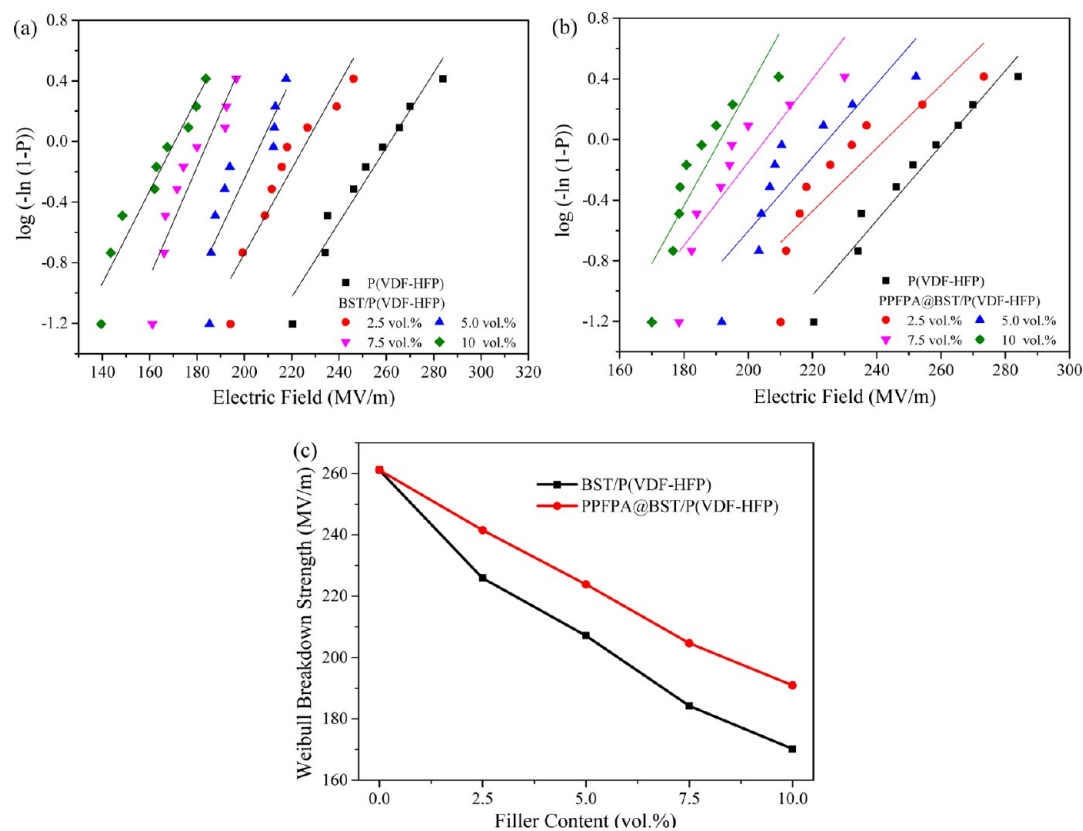 (a)
0.8
0.4
0.0
-0.4
-0.8
-1.2
log (-ln (1-P))
P(VDF-HFP)
BST/P(VDF-HFP)
2.5 vol.% 5.0 vol.%
7.5 vol.% 10 vol.%
140 160 180 200 220 240 260 280 300 320
Electric Field (MV/m)
(b)
0.8
0.4
0.0
-0.4
-0.8
-1.2
log (-ln (1-P))
P(VDF-HFP)
PPFPA@BST/P(VDF-HFP)
2.5 vol.% 5.0 vol.%
7.5 vol.% 10 vol.%
160 180 200 220 240 260 280 300
Electric Field (MV/m)
(c)
260
240
220
200
180
160
Weibull Breakdown Strength (MV/m)
BST/P(VDF-HFP)
PPFPA@BST/P(VDF-HFP)
0.0 2.5 5.0 7.5 10.0
Filler Content (vol.%)